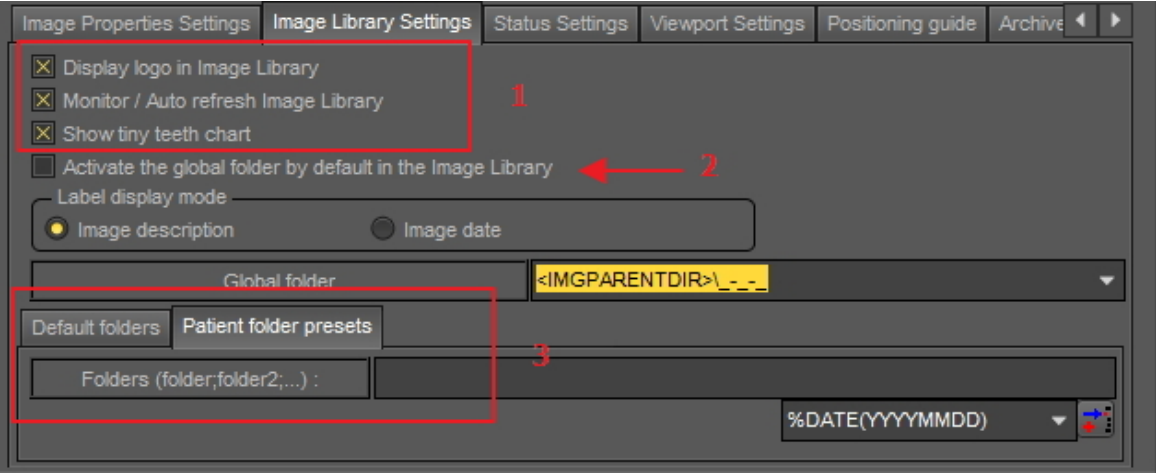 Image Properties Settings Image Library Settings Status Settings Viewport Settings Positioning guide Archive
Display logo in Image Library
Monitor / Auto refresh Image Library
1
Show tiny teeth chart
Activate the global folder by default in the Image Library 2
Label display mode
Image description Image date
Global folder <IMGPARENTDIR>\_-_-_
Default folders Patient folder presets
3
Folders (folder;folder2;...) :
%DATE(YYYYMMDD)